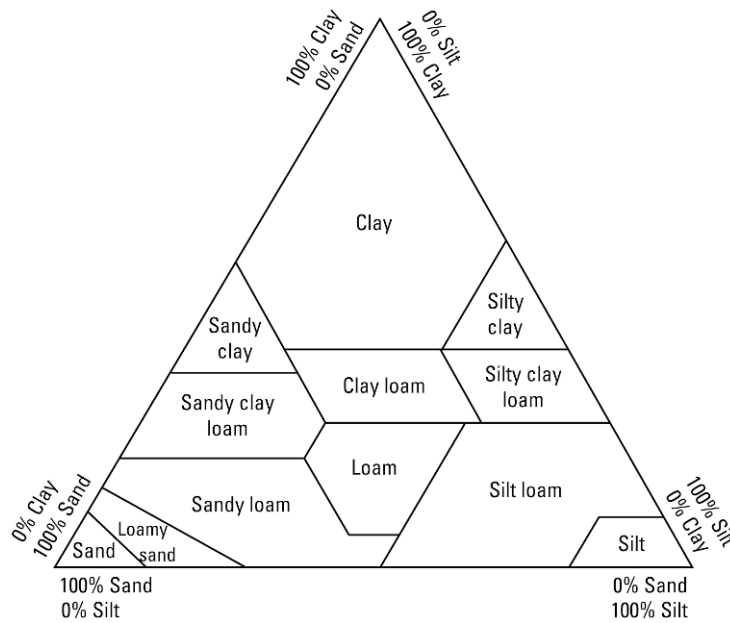 100% Clay
0% Sand
0% Silt
100% Clay
Clay
Silty
clay
Sandy
clay
Clay loam
Silty clay
loam
Sandy clay
loam
Loam
Silt loam
Sandy loam
0% Clay
100% Sand
100% Silt
0% Clay
Loamy
sand
Sand
Silt
100% Sand
0% Silt
0% Sand
100% Silt